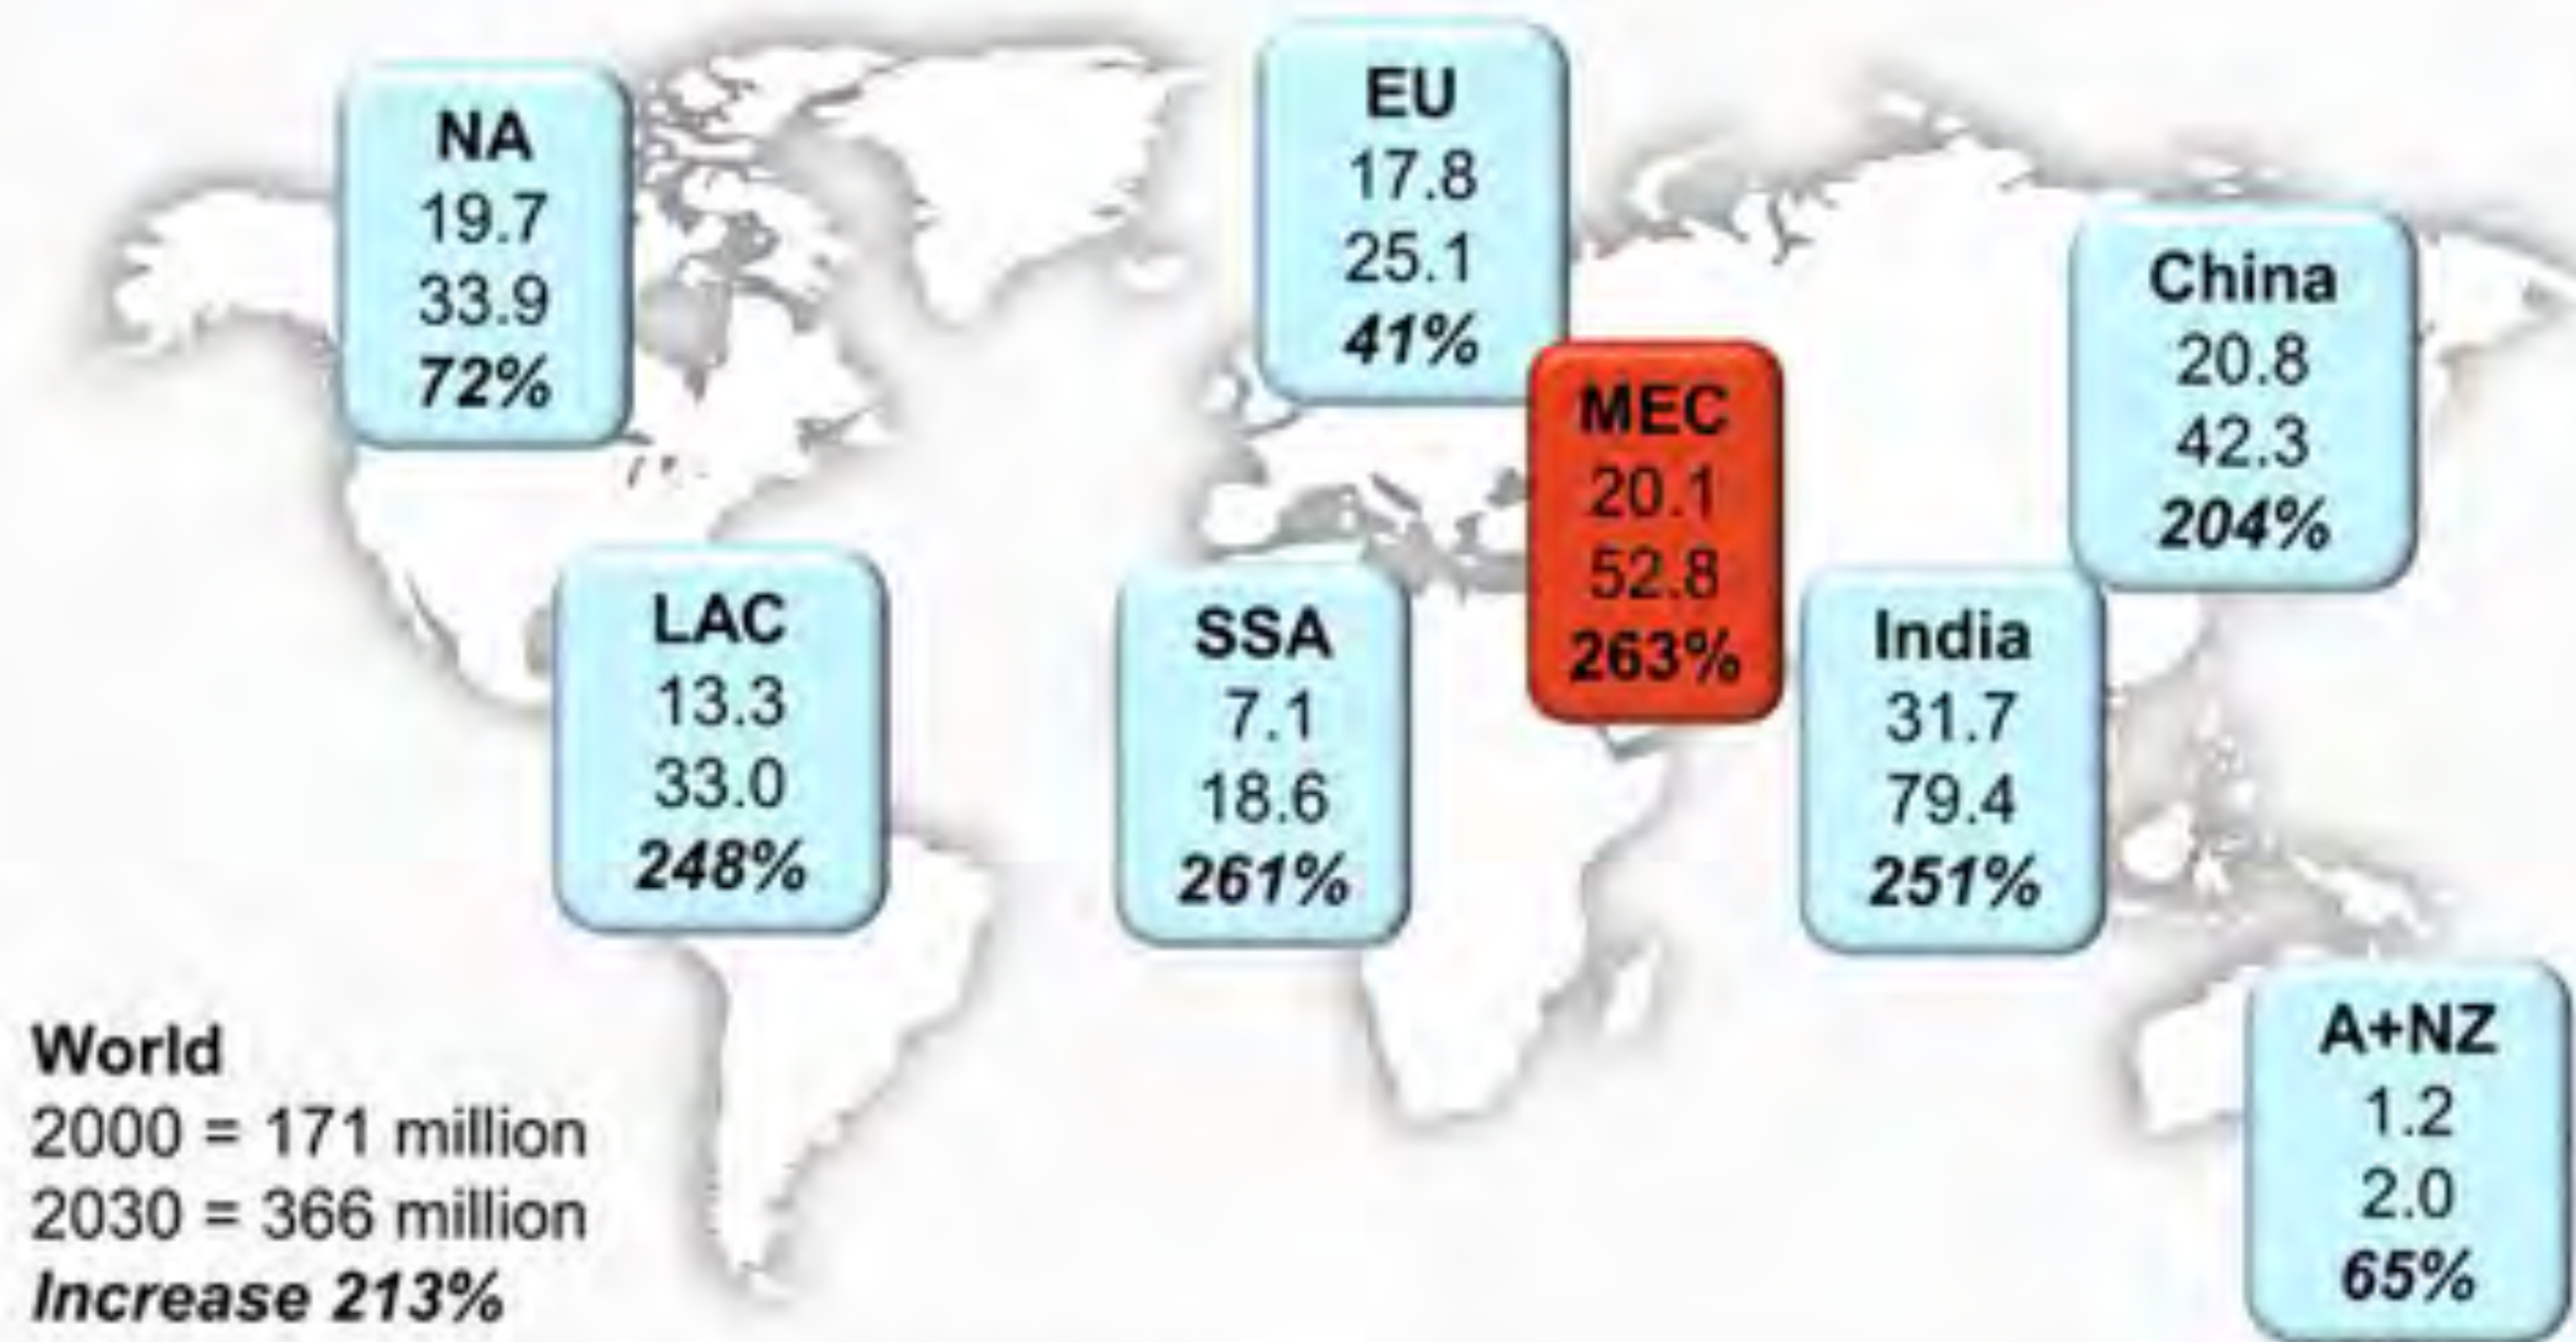 NA
19.7
33.9
72%
EU
17.8
25.1
41%
MEC
20.1
52.8
263%
China
20.8
42.3
204%
LAC
13.3
33.0
248%
SSA
7.1
18.6
261%
India
31.7
79.4
251%
A+NZ
1.2
2.0
65%
World
2000 = 171 million
2030 = 366 million
Increase 213%